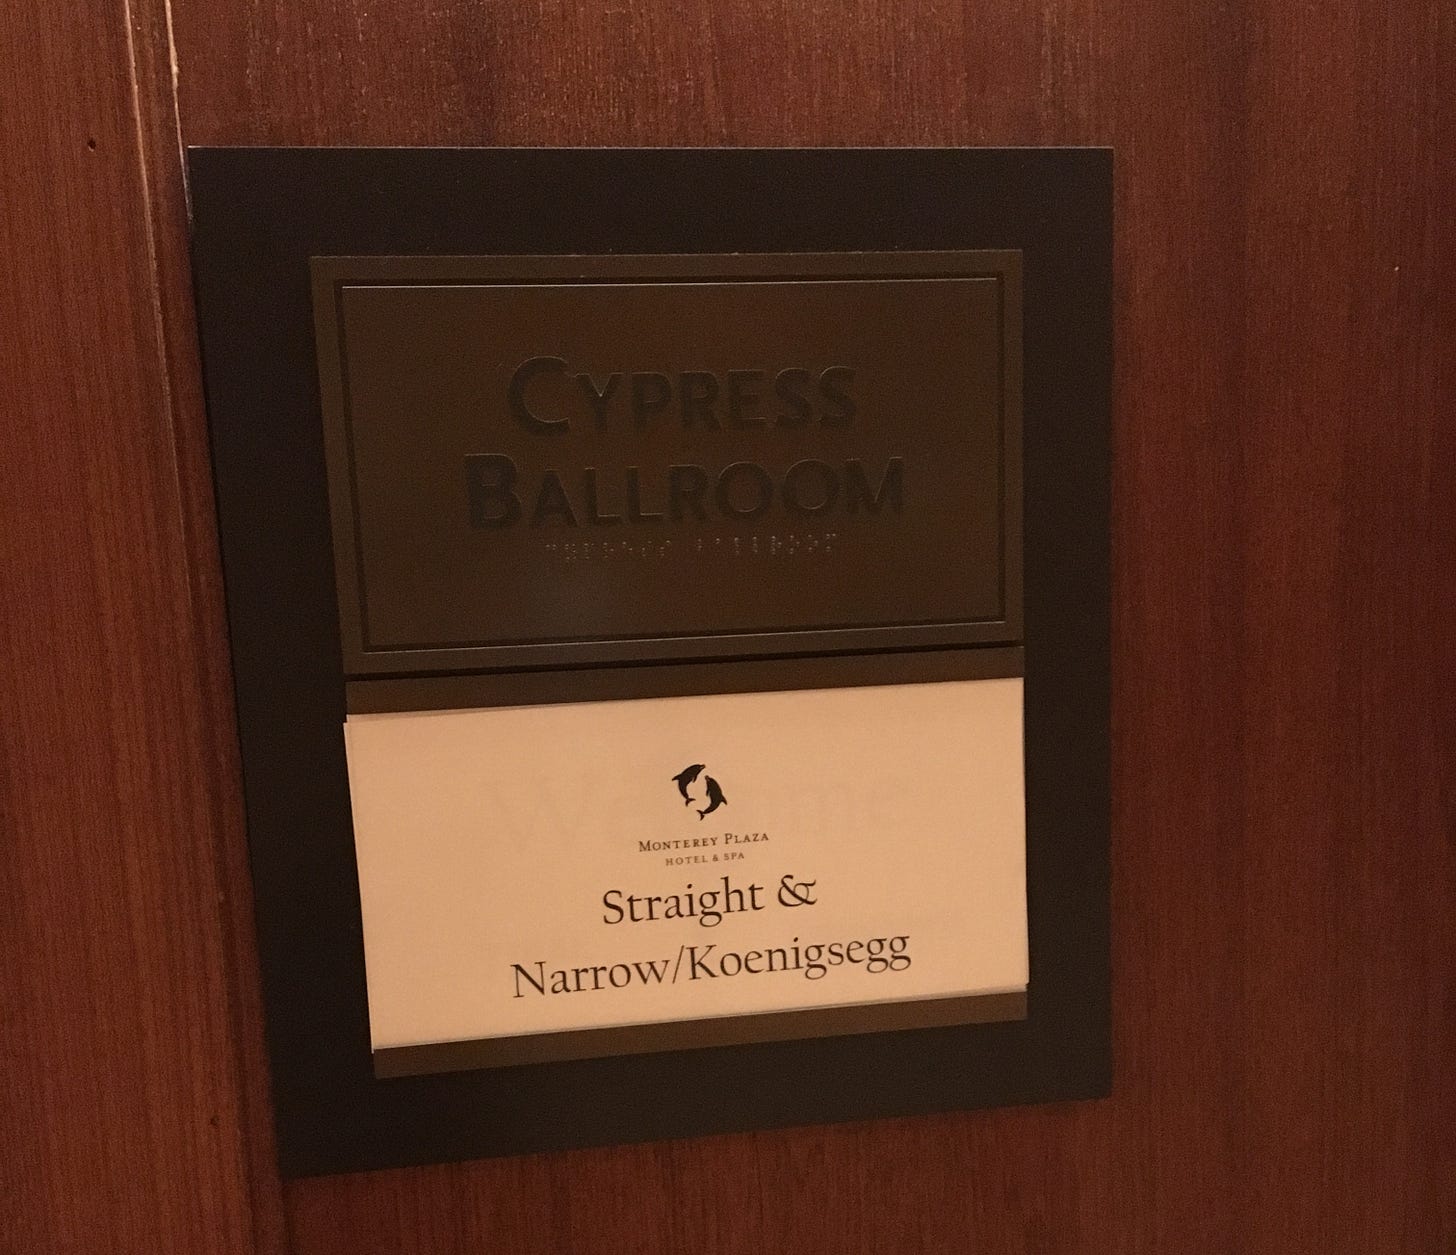 CYPRESS
BALLROOM
MONTEREY PLAZA
HOTEL & SPA
Straight &
Narrow/Koenigsegg